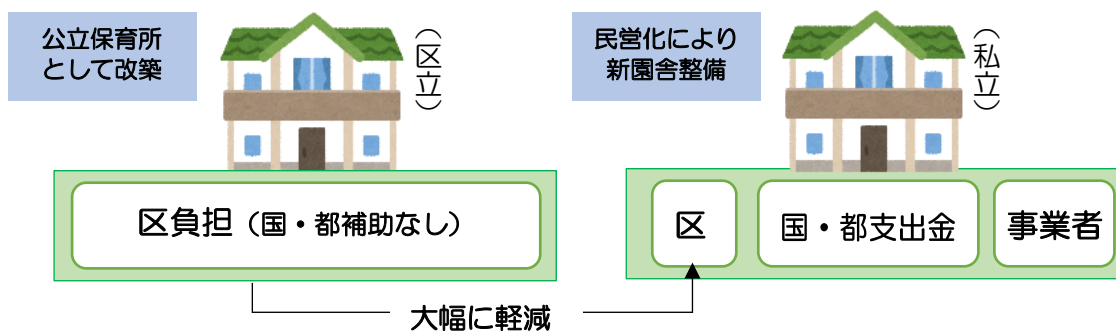 公立保育所
として改築
（区立）
民営化により
新園舎整備
（私立）
区負担（国・都補助なし）
区
国・都支出金
事業者
大幅に軽減